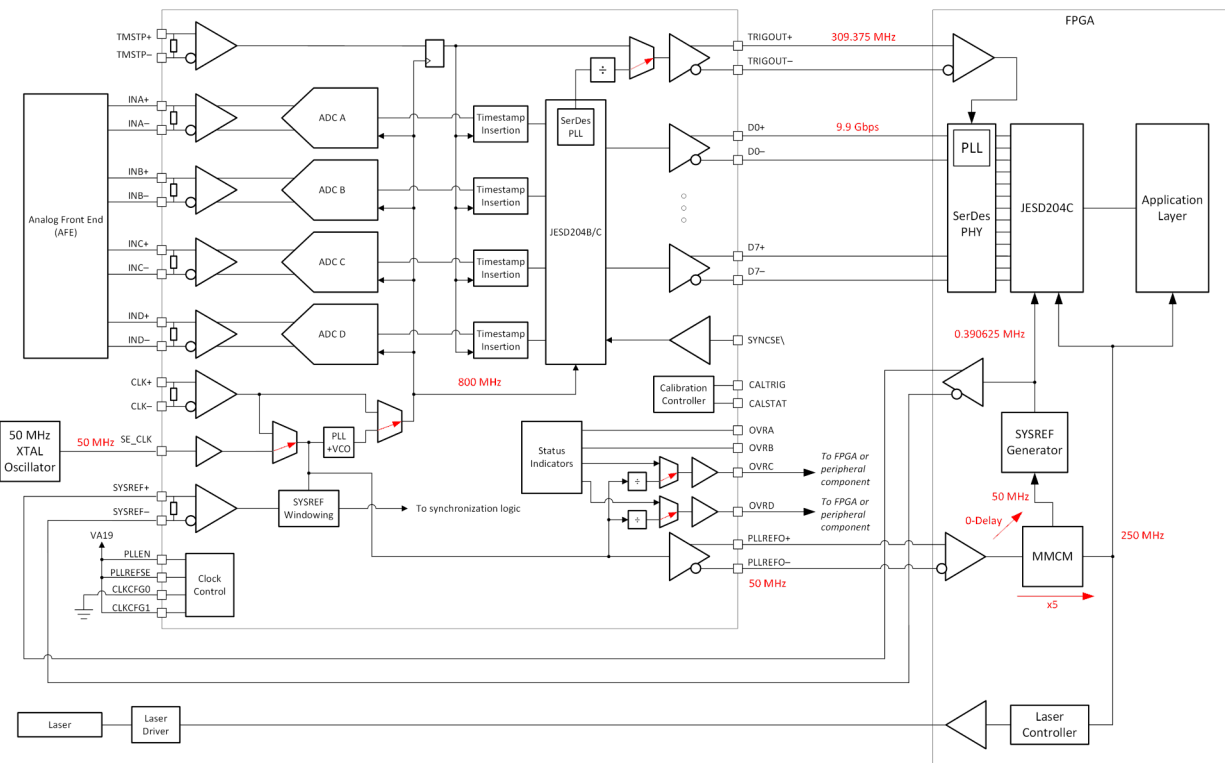 FPGA
TMSTP+
TMSTP–
TRIGOUT+
309.375 MHz
TRIGOUT–
÷
Analog Front End
(AFE)
INA+
INA–
ADC A
Timestamp
Insertion
SerDes
PLL
D0+
9.9 Gbps
D0–
PLL
INB+
INB–
ADC B
Timestamp
Insertion
JESD204B/C
SerDes
PHY
JESD204C
Application
Layer
INC+
INC–
ADC C
Timestamp
Insertion
D7+
D7–
IND+
IND–
ADC D
Timestamp
Insertion
SYNCSE\
0.390625 MHz
CLK+
CLK–
800 MHz
Calibration
Controller
CALTRIG
CALSTAT
50 MHz
XTAL
Oscillator
50 MHz
SE_CLK
PLL
+VCO
Status
Indicators
OVRA
OVRB
OVRC
OVRD
÷
÷
To FPGA or
peripheral
component
To FPGA or
peripheral
component
SYSREF
Generator
SYSREF+
SYSREF–
SYSREF
Windowing
To synchronization logic
50 MHz
0-Delay
VA19
PLLEN
PLLREFSE
CLKCFG0
CLKCFG1
Clock
Control
PLLREFO+
PLLREFO–
50 MHz
MMCM
x5
250 MHz
Laser
Laser
Driver
Laser
Controller